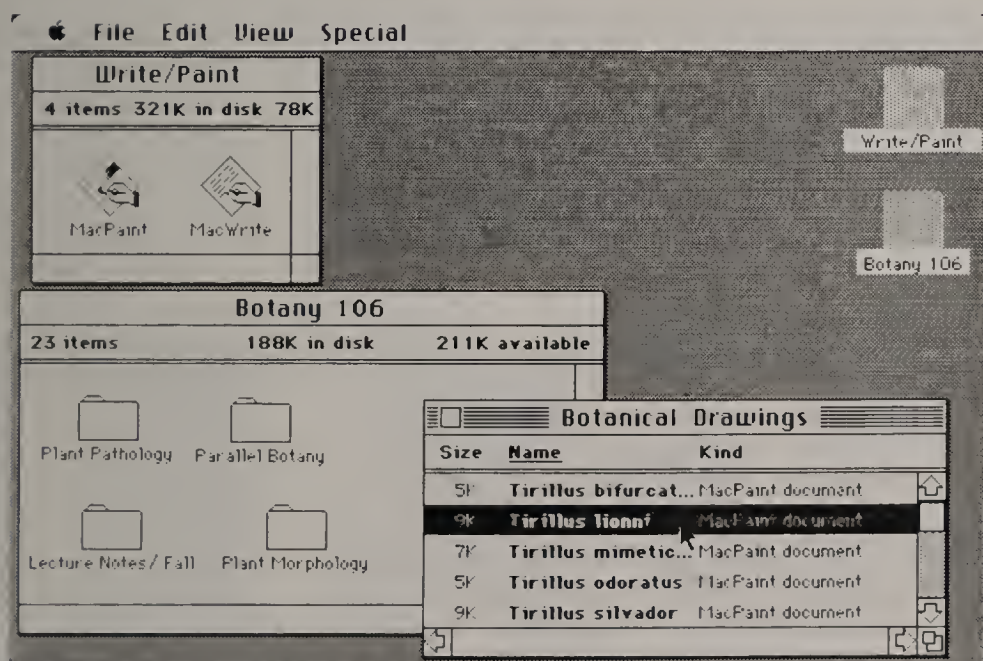 File Edit View Special
Write/Paint
4 items 321K in disk 78K
MacPaint MacWrite
Write/Paint
Botany 106
Botany 106
23 items 188K in disk 211K available
Plant Pathology Parallel Botany
Lecture Notes/ Fall Plant Morphology
Botanical Drawings
Size Name Kind
5K Tirillus bifurcat... MacPaint document
9K Tirillus lionni MacPaint document
7K Tirillus mimetic... MacPaint document
5K Tirillus odoratus MacPaint document
9K Tirillus silvador MacPaint document